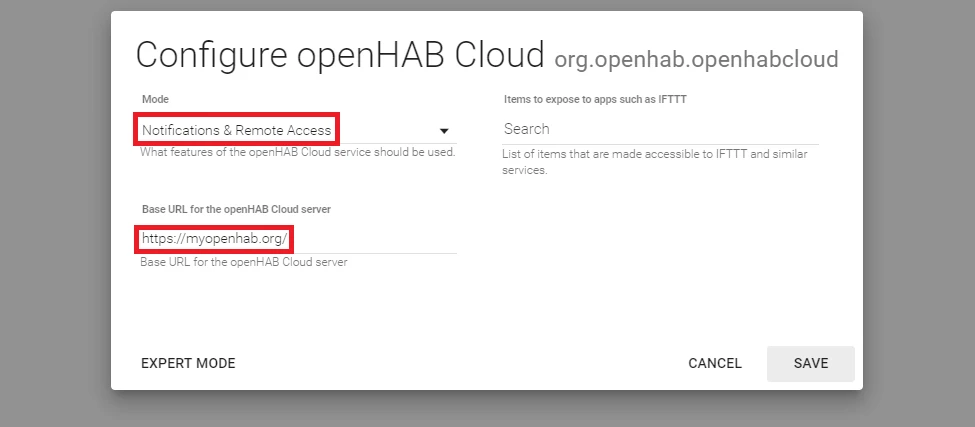 Configure openHAB Cloud org.openhab.openhabcloud
Mode
Notifications & Remote Access
What features of the openHAB Cloud service should be used.
Items to expose to apps such as IFTTT
Search
List of items that are made accessible to IFTTT and similar
services.
Base URL for the openHAB Cloud server
https://myopenhab.org/
Base URL for the openHAB Cloud server
EXPERT MODE
CANCEL
SAVE